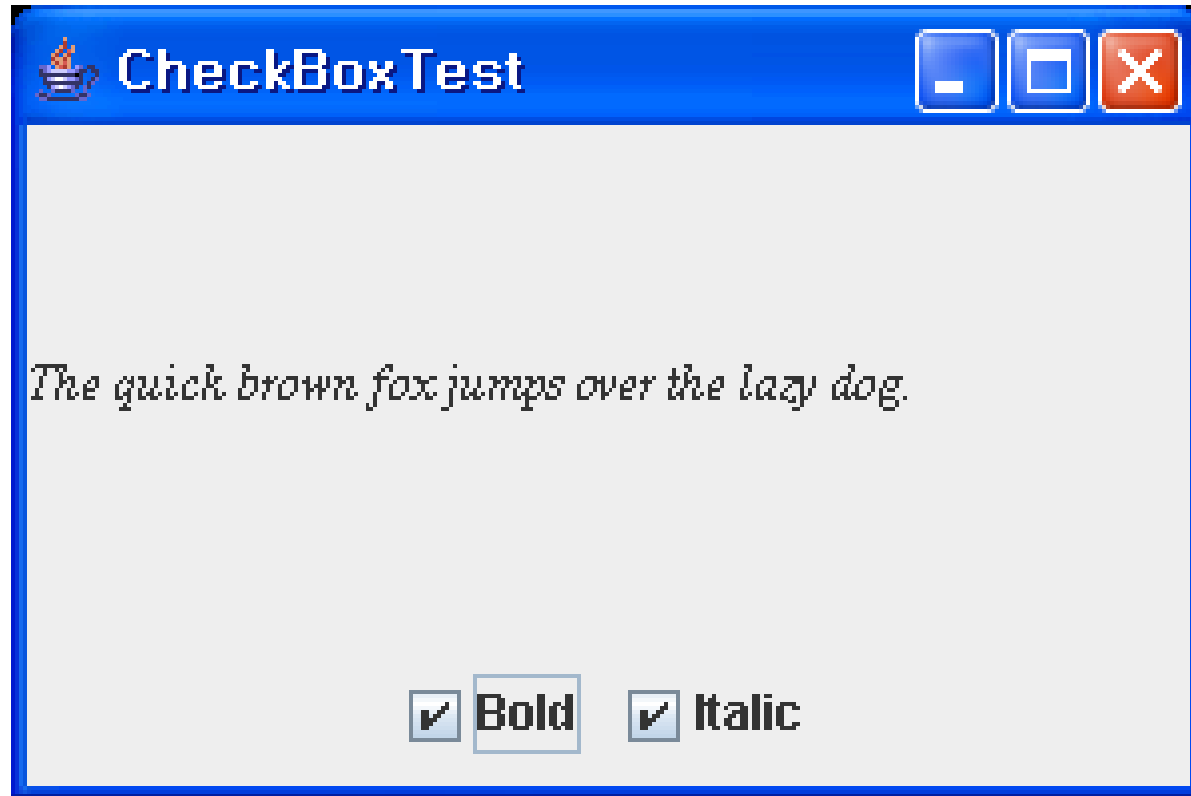 CheckBoxTest
The quick brown fox jumps over the lazy dog.
Bold Italic